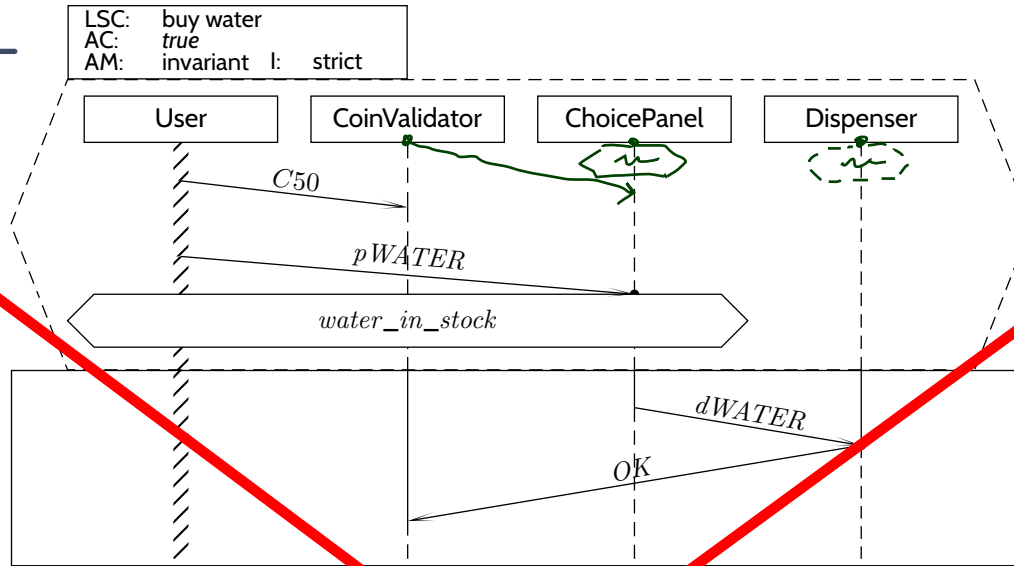 LSC: buy water
AC: true
AM: invariant I: strict
User CoinValidator ChoicePanel Dispenser
C50
pWATER
water_in_stock
dWATER
OK